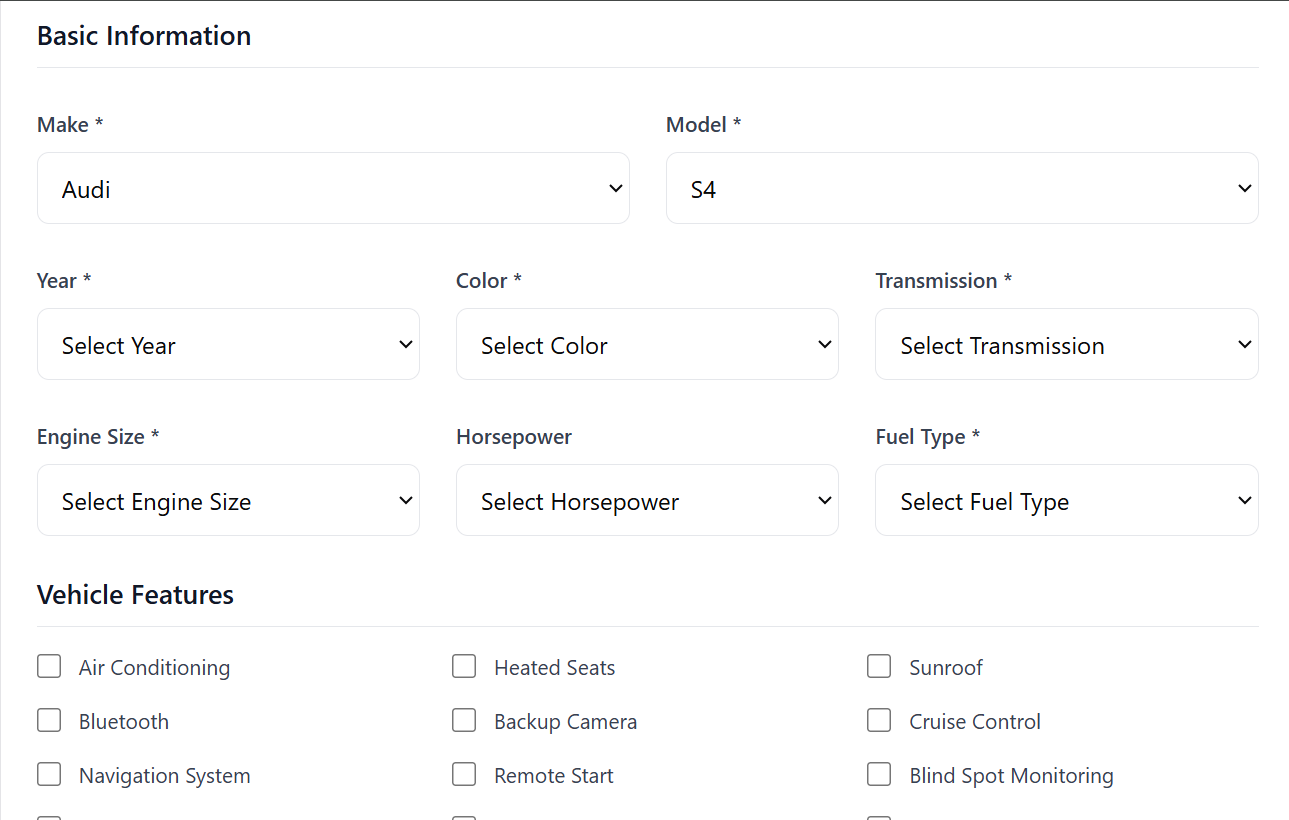 Basic Information
Make * Model *
Audi S4
Year * Color * Transmission *
Select Year Select Color Select Transmission
Engine Size * Horsepower Fuel Type *
Select Engine Size Select Horsepower Select Fuel Type
Vehicle Features
Air Conditioning Heated Seats Sunroof
Bluetooth Backup Camera Cruise Control
Navigation System Remote Start Blind Spot Monitoring